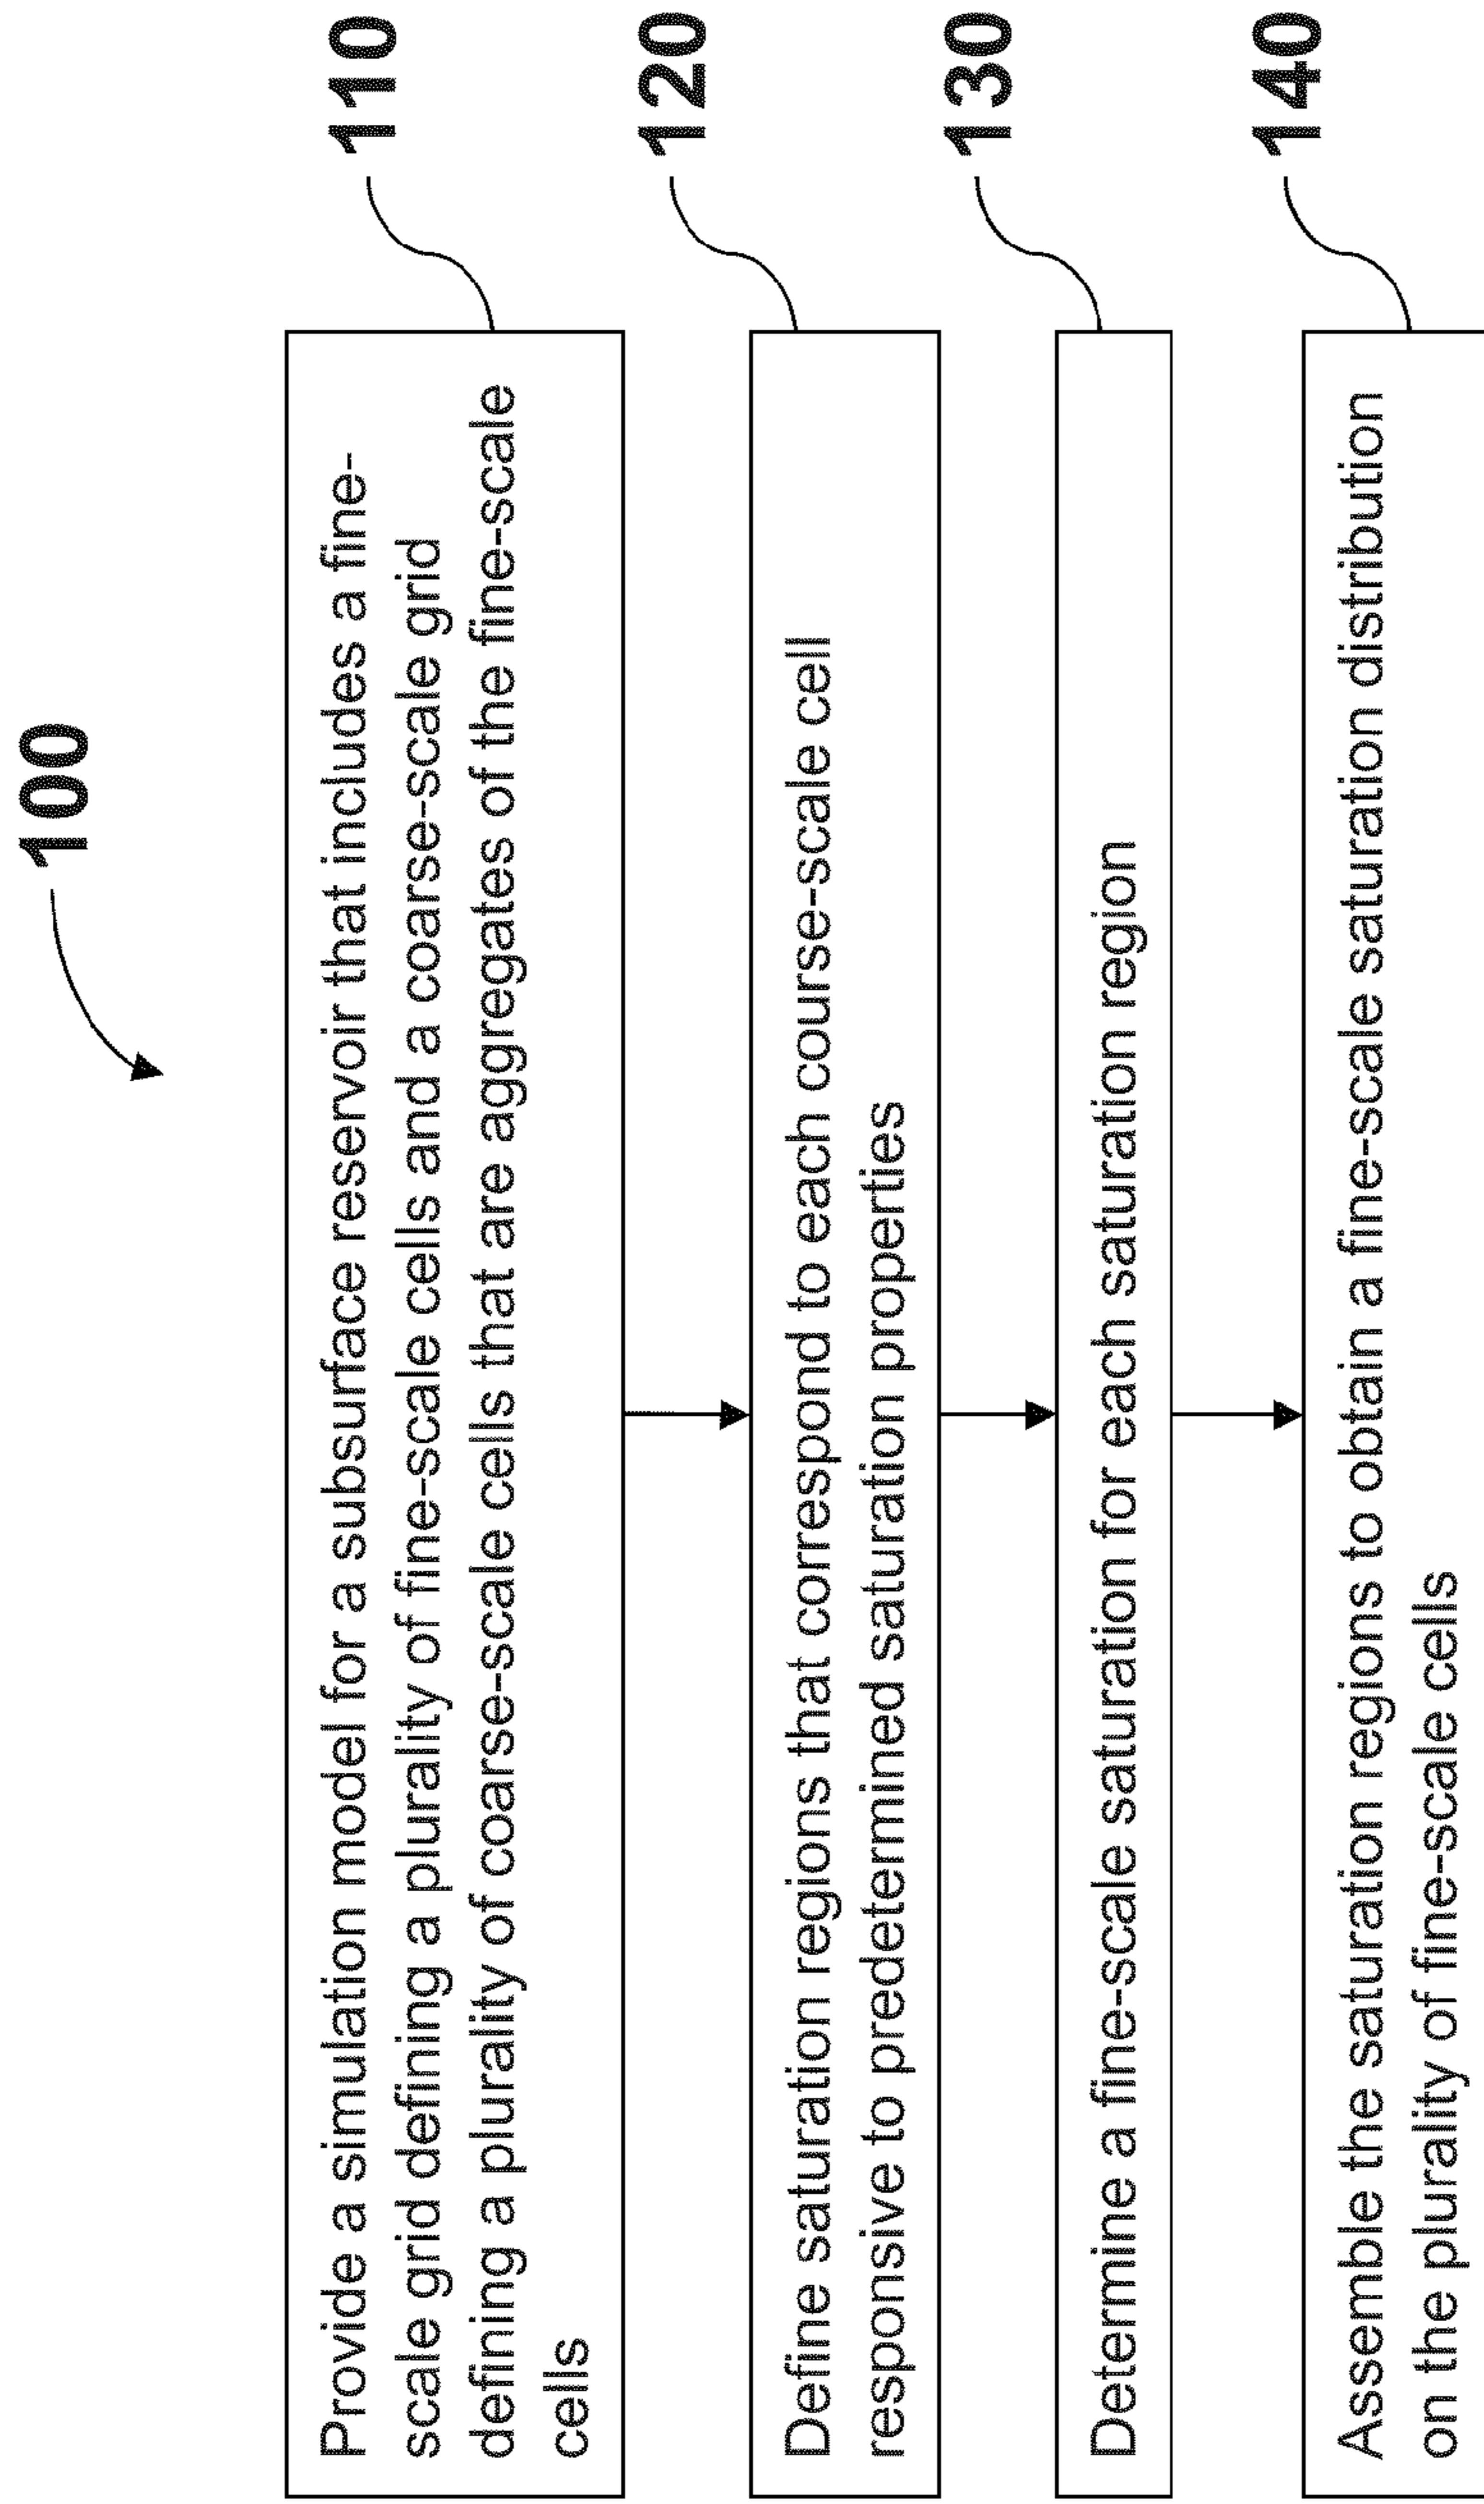 100
Provide a simulation model for a subsurface reservoir that includes a fine-
scale grid defining a plurality of fine-scale cells and a coarse-scale grid
defining a plurality of coarse-scale cells that are aggregates of the fine-scale
cells
110
Define saturation regions that correspond to each course-scale cell
responsive to predetermined saturation properties
120
Determine a fine-scale saturation for each saturation region
130
Assemble the saturation regions to obtain a fine-scale saturation distribution
on the plurality of fine-scale cells
140